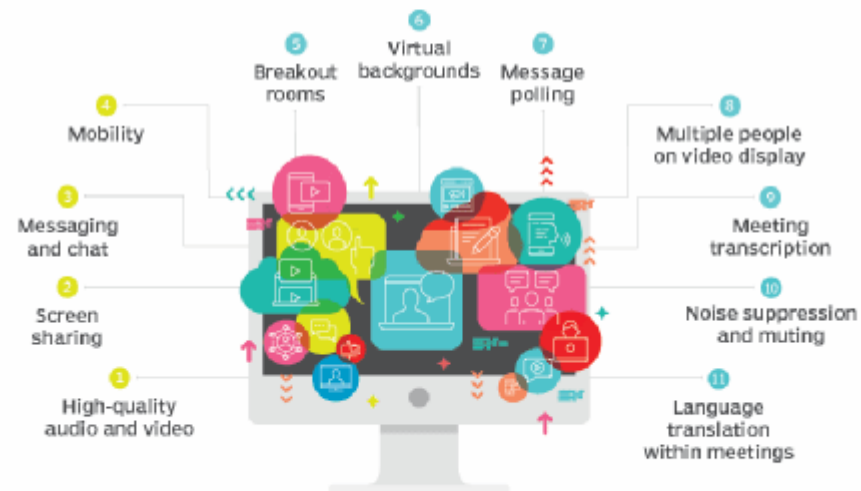 1
High-quality
audio and video
2
Screen
sharing
3
Messaging
and chat
4
Mobility
5
Breakout
rooms
6
Virtual
backgrounds
7
Message
polling
8
Multiple people
on video display
9
Meeting
transcription
10
Noise suppression
and muting
11
Language
translation
within meetings